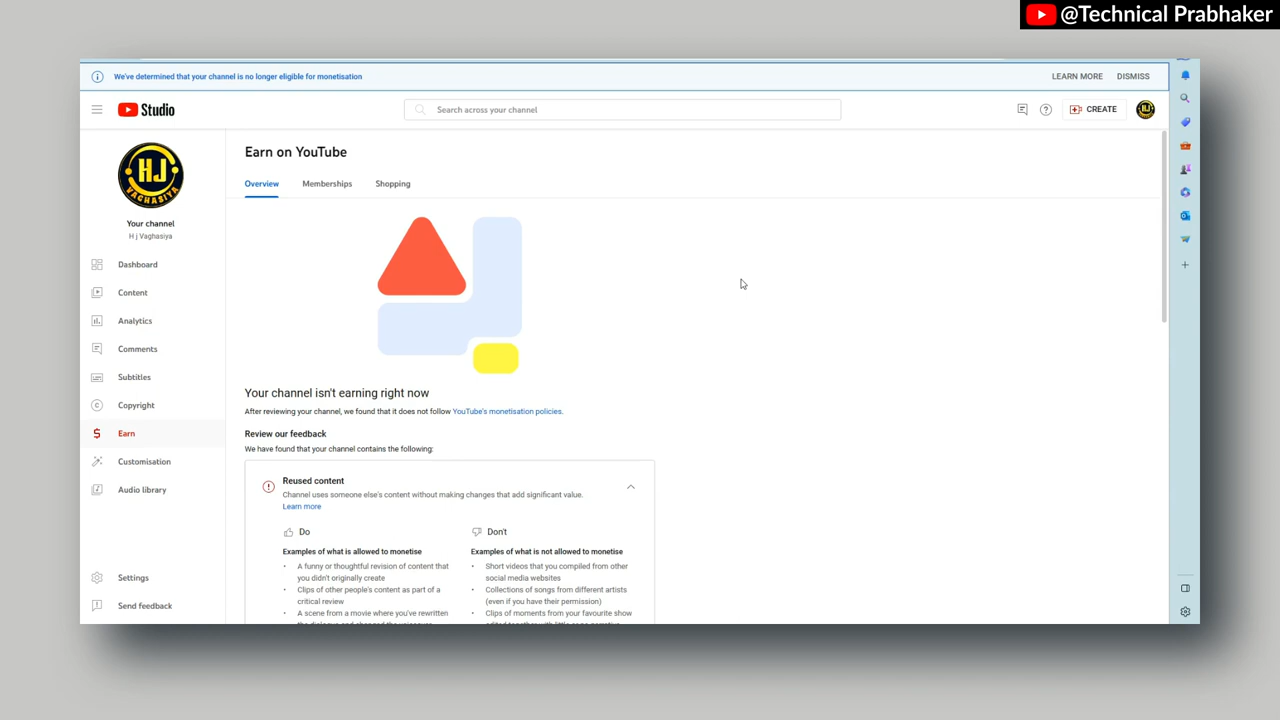 @Technical Prabhaker
We've determined that your channel is no longer eligible for monetisation
LEARN MORE
DISMISS
Studio
Search across your channel
CREATE
HJ
VAGHASIYA
Your channel
H j Vaghasiya
Dashboard
Content
Analytics
Comments
Subtitles
Copyright
Earn
Customisation
Audio library
Settings
Send feedback
Earn on YouTube
Overview
Memberships
Shopping
Your channel isn't earning right now
After reviewing your channel, we found that it does not follow YouTube's monetisation policies.
Review our feedback
We have found that your channel contains the following:
Reused content
Channel uses someone else's content without making changes that add significant value.
Learn more
Do
Examples of what is allowed to monetise
• A funny or thoughtful revision of content that
you didn't originally create
• Clips of other people's content as part of a
critical review
• A scene from a movie where you've rewritten
Don't
Examples of what is not allowed to monetise
• Short videos that you compiled from other
social media websites
• Collections of songs from different artists
(even if you have their permission)
• Clips of moments from your favourite show